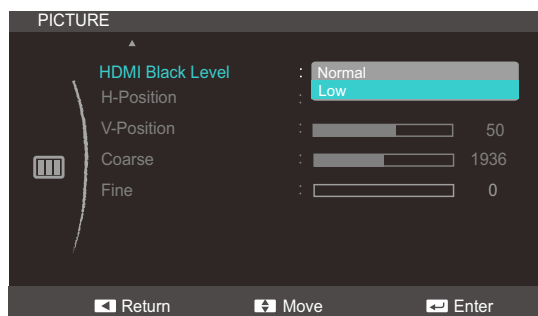 PICTURE
HDMI Black Level : Normal
Low
H-Position :
V-Position : 50
Coarse : 1936
Fine : 0
Return Move Enter